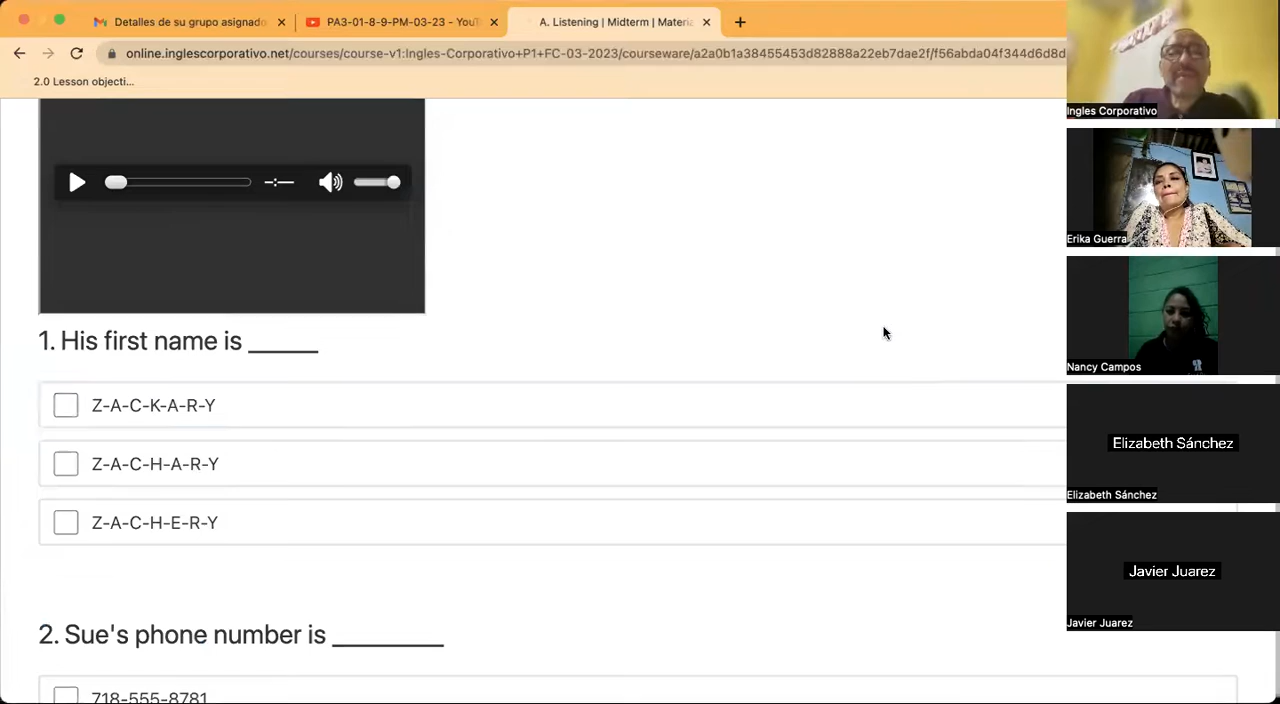 Detalles de su grupo asignado
PA3-01-8-9-PM-03-23 - YouT
A. Listening | Midterm | Materia
online.inglescorporativo.net/courses/course-v1:Ingles-Corporativo+P1+FC-03-2023/courseware/a2a0b1a38455453d82888a22eb7dae2f/f56abda04f344d6d8d
2.0 Lesson objecti...
-:-
1. His first name is ______
Z-A-C-K-A-R-Y
Z-A-C-H-A-R-Y
Z-A-C-H-E-R-Y
2. Sue's phone number is _________
718-555-8781
Ingles Corporativo
Erika Guerra
Nancy Campos
Elizabeth Sánchez
Elizabeth Sánchez
Javier Juarez
Javier Juarez